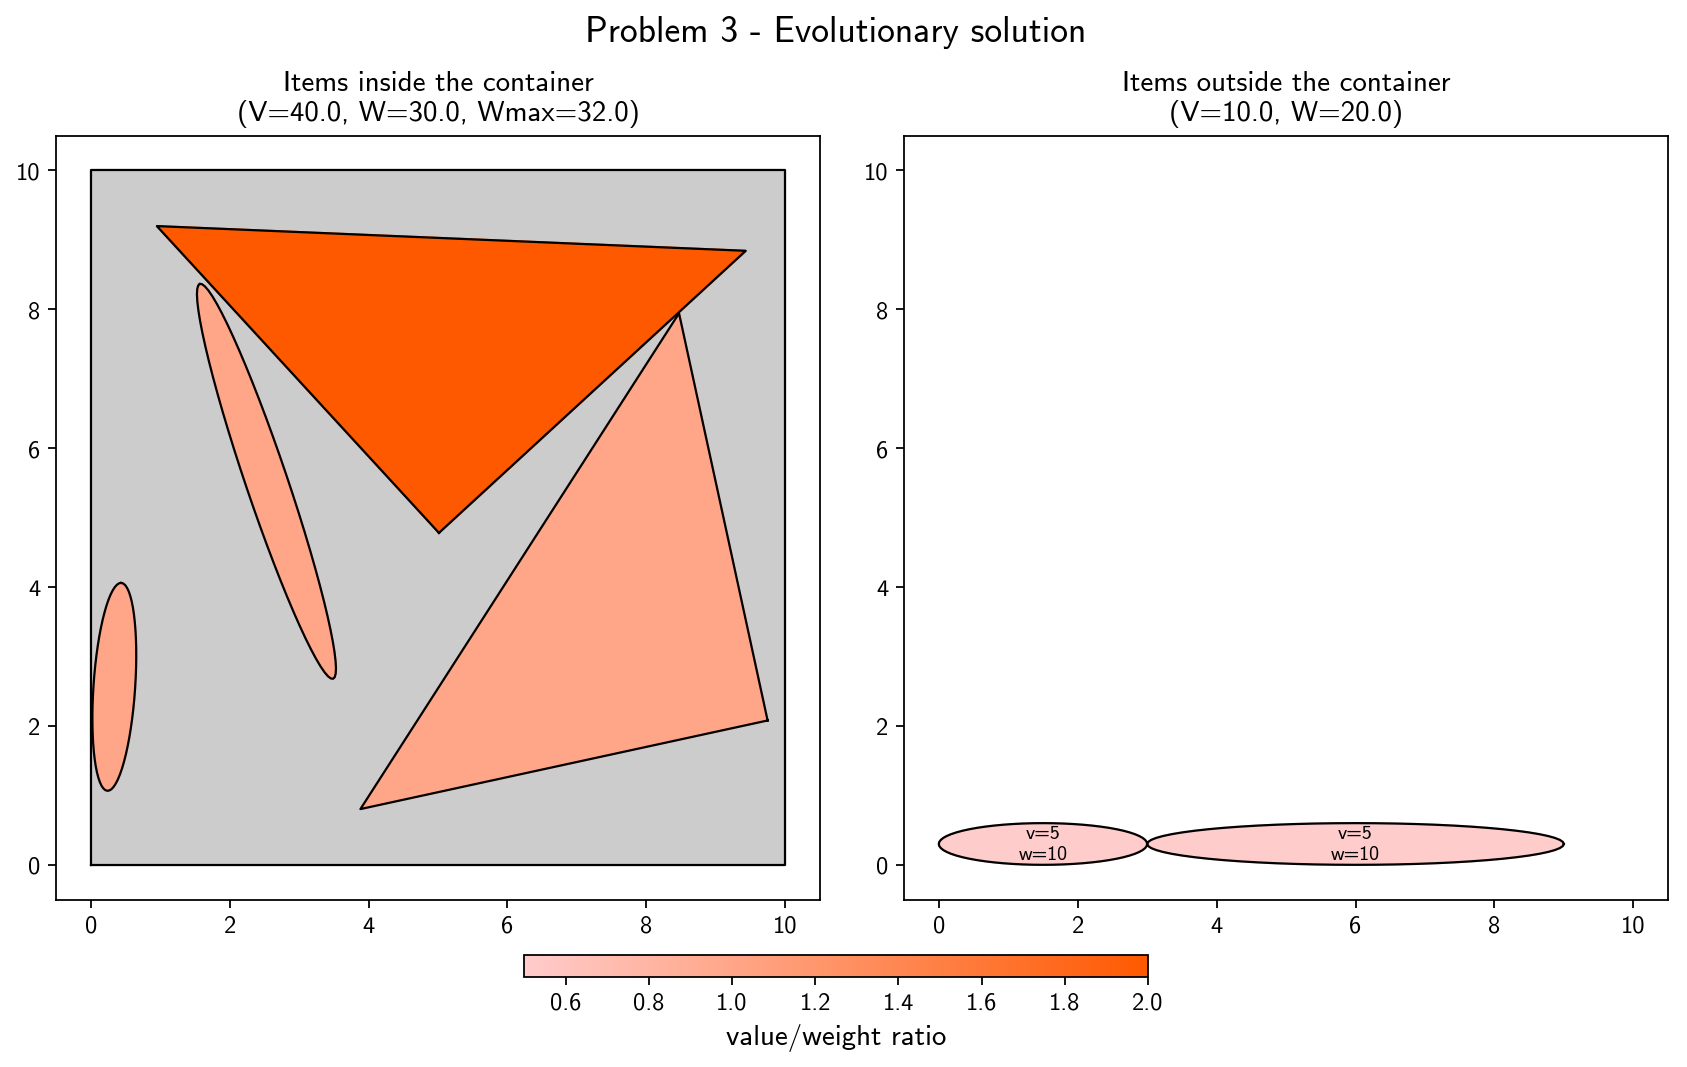 Problem 3 - Evolutionary solution
Items inside the container
(V=40.0, W=30.0, Wmax=32.0)
10
8
6
4
2
0
0 2 4 6 8 10
Items outside the container
(V=10.0, W=20.0)
10
8
6
4
2
0
v=5
w=10
v=5
w=10
0 2 4 6 8 10
0.6 0.8 1.0 1.2 1.4 1.6 1.8 2.0
value/weight ratio